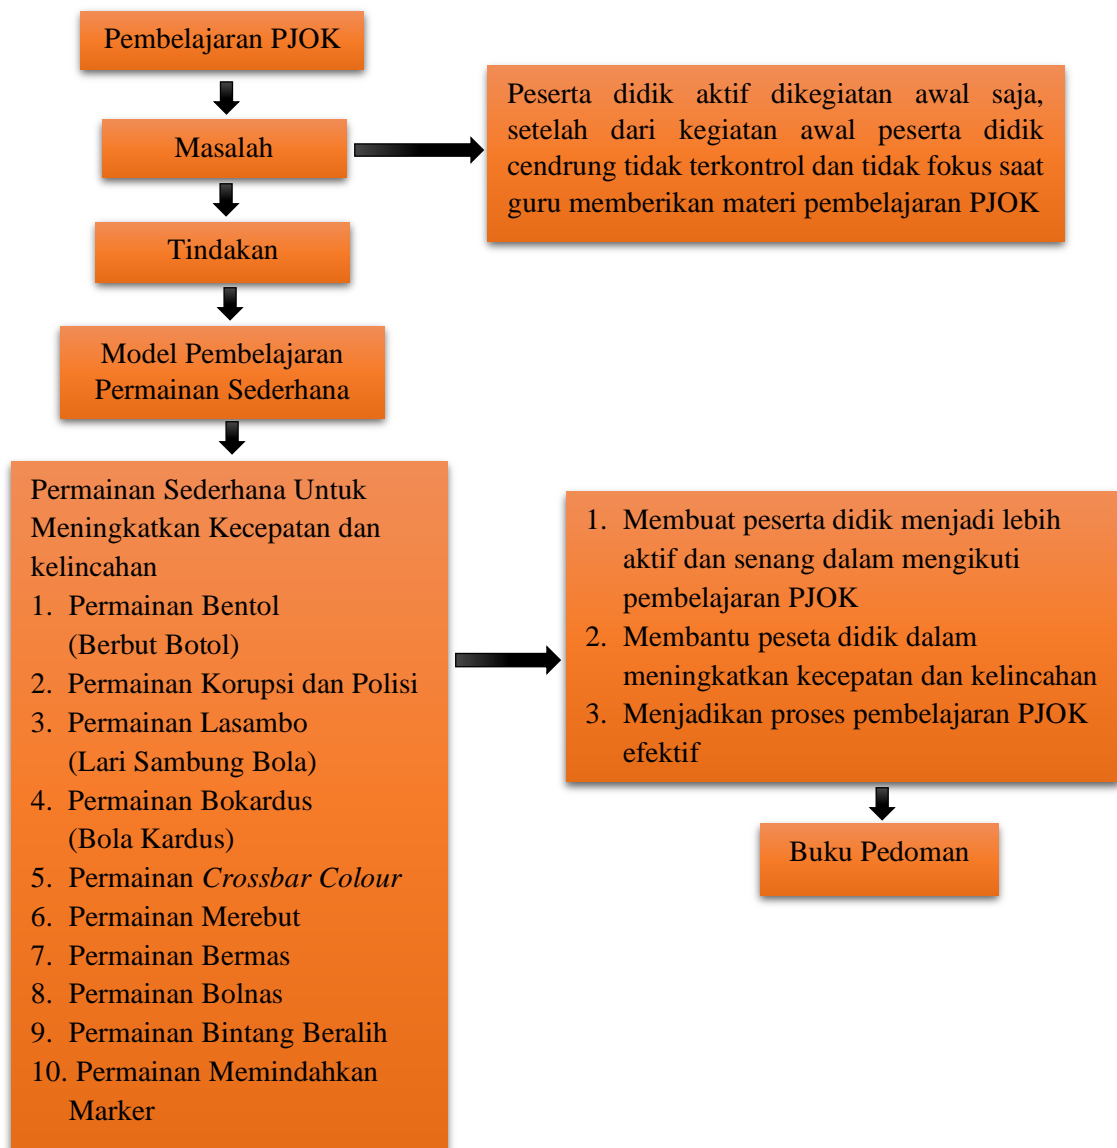 Pembelajaran PJOK
Masalah
Peserta didik aktif dikegiatan awal saja,
setelah dari kegiatan awal peserta didik
cendrung tidak terkontrol dan tidak fokus saat
guru memberikan materi pembelajaran PJOK
Tindakan
Model Pembelajaran
Permainan Sederhana
Permainan Sederhana Untuk
Meningkatkan Kecepatan dan
kelincahan
1. Permainan Bentol
(Berbut Botol)
2. Permainan Korupsi dan Polisi
3. Permainan Lasambo
(Lari Sambung Bola)
4. Permainan Bokardus
(Bola Kardus)
5. Permainan Crossbar Colour
6. Permainan Merebut
7. Permainan Bermas
8. Permainan Bolnas
9. Permainan Bintang Beralih
10. Permainan Memindahkan
Marker
1. Membuat peserta didik menjadi lebih
aktif dan senang dalam mengikuti
pembelajaran PJOK
2. Membantu peseta didik dalam
meningkatkan kecepatan dan kelincahan
3. Menjadikan proses pembelajaran PJOK
efektif
Buku Pedoman